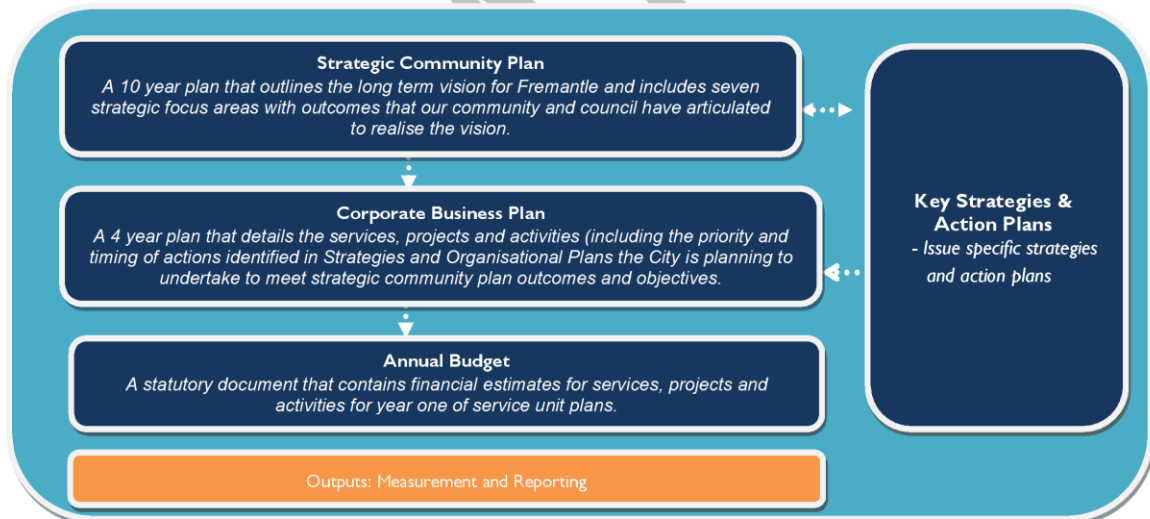 Strategic Community Plan
A 10 year plan that outlines the long term vision for Fremantle and includes seven
strategic focus areas with outcomes that our community and council have articulated
to realise the vision.
Corporate Business Plan
A 4 year plan that details the services, projects and activities (including the priority and
timing of actions identified in Strategies and Organisational Plans the City is planning to
undertake to meet strategic community plan outcomes and objectives.
Annual Budget
A statutory document that contains financial estimates for services, projects and
activities for year one of service unit plans.
Outputs: Measurement and Reporting
Key Strategies &
Action Plans
- Issue specific strategies
and action plans